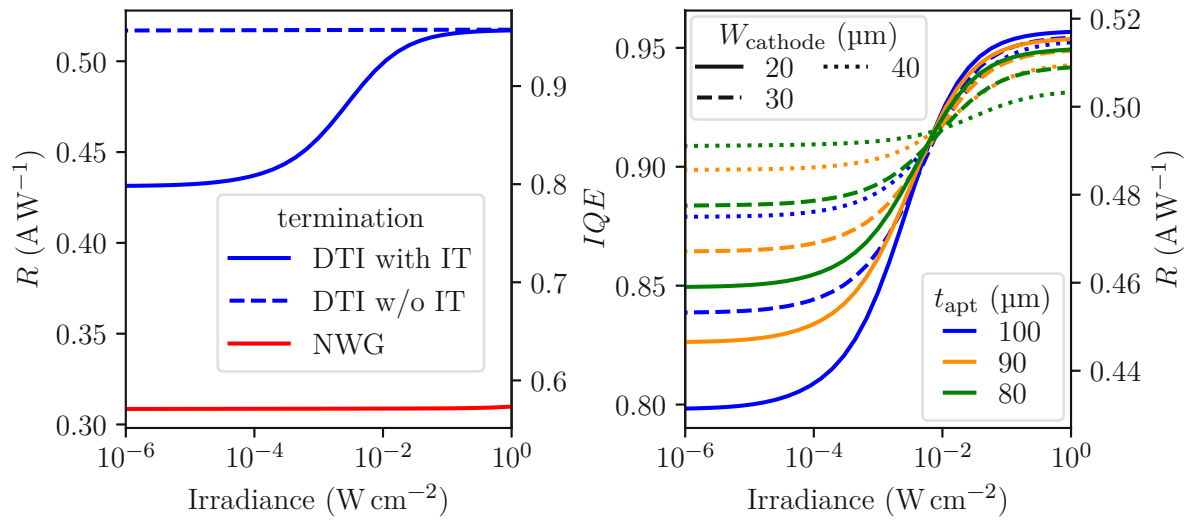 0.50
0.45
0.40
0.35
0.30
R (A W⁻¹)
termination
DTI with IT
DTI w/o IT
NWG
0.9
0.8
0.7
0.6
IQE
10⁻⁶
10⁻⁴
10⁻²
10⁰
Irradiance (W cm⁻²)
0.95
0.90
0.85
0.80
W_cathode (µm)
20
40
30
t_apt (µm)
100
90
80
0.52
0.50
0.48
0.46
0.44
R (A W⁻¹)
10⁻⁶
10⁻⁴
10⁻²
10⁰
Irradiance (W cm⁻²)